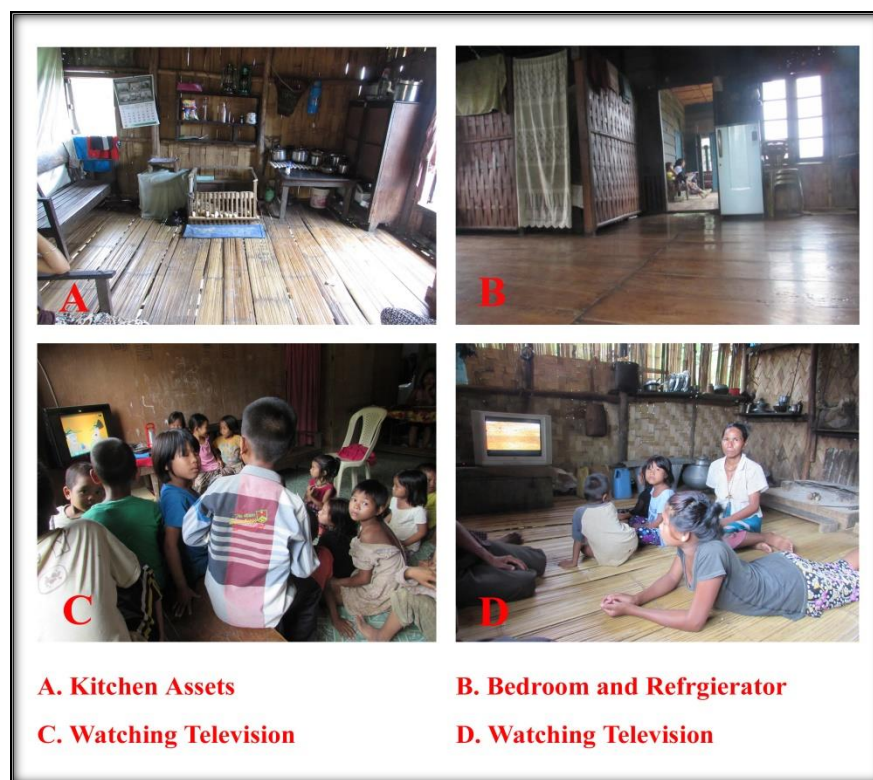 A
B
C
D
A. Kitchen Assets
B. Bedroom and Refrgierator
C. Watching Television
D. Watching Television